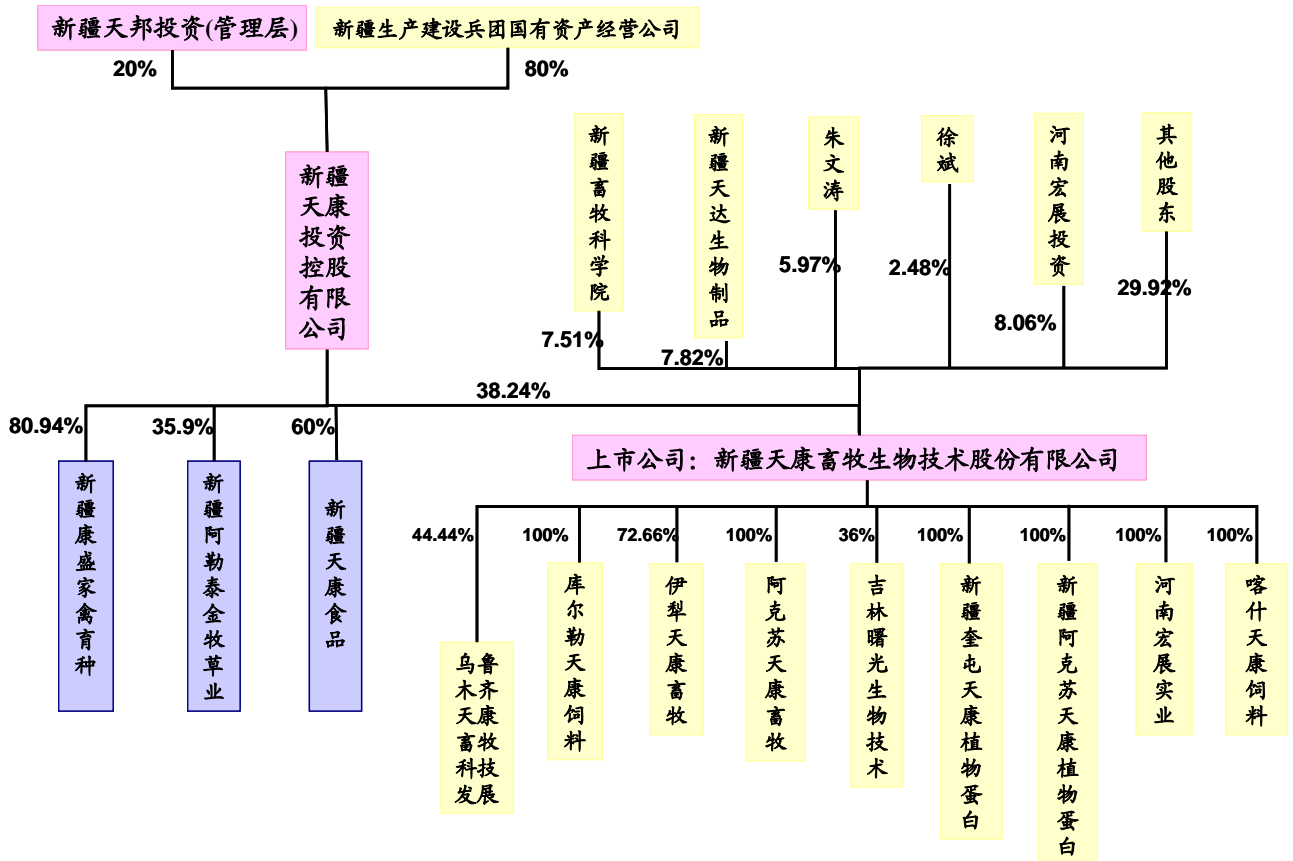 新疆天邦投资(管理层)
新疆生产建设兵团国有资产经营公司
20%
80%
新疆
天康
投资
控股
有限
公司
新疆畜牧科学院
新疆天达生物制品
朱文涛
徐斌
河南宏展投资
其他股东
7.51%
7.82%
5.97%
2.48%
8.06%
29.92%
38.24%
80.94%
35.9%
60%
新疆康盛家禽育种
新疆阿勒泰金牧草业
新疆天康食品
上市公司：新疆天康畜牧生物技术股份有限公司
44.44%
100%
72.66%
100%
36%
100%
100%
100%
100%
乌鲁
木齐
天康
畜牧
科技
发展
库尔勒天康饲料
伊犁天康畜牧
阿克苏天康畜牧
吉林曙光生物技术
新疆奎屯天康植物蛋白
新疆阿克苏天康植物蛋白
河南宏展实业
喀什天康饲料